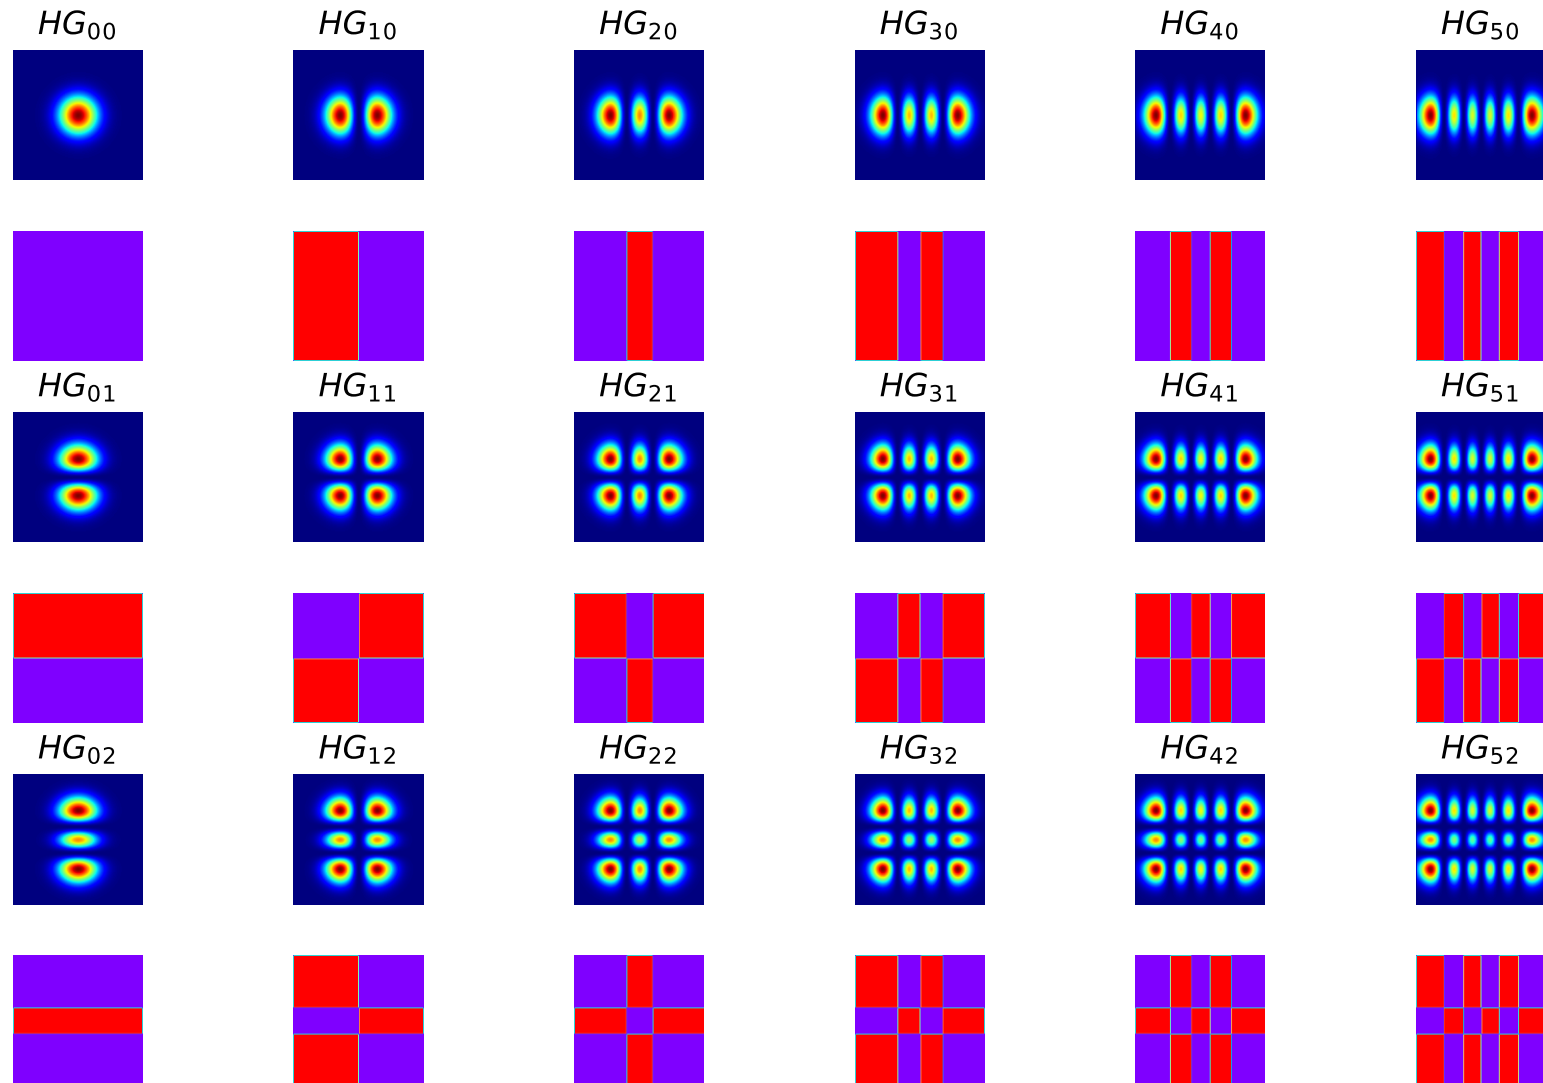 HG₀₀ HG₁₀ HG₂₀ HG₃₀ HG₄₀ HG₅₀
HG₀₁ HG₁₁ HG₂₁ HG₃₁ HG₄₁ HG₅₁
HG₀₂ HG₁₂ HG₂₂ HG₃₂ HG₄₂ HG₅₂